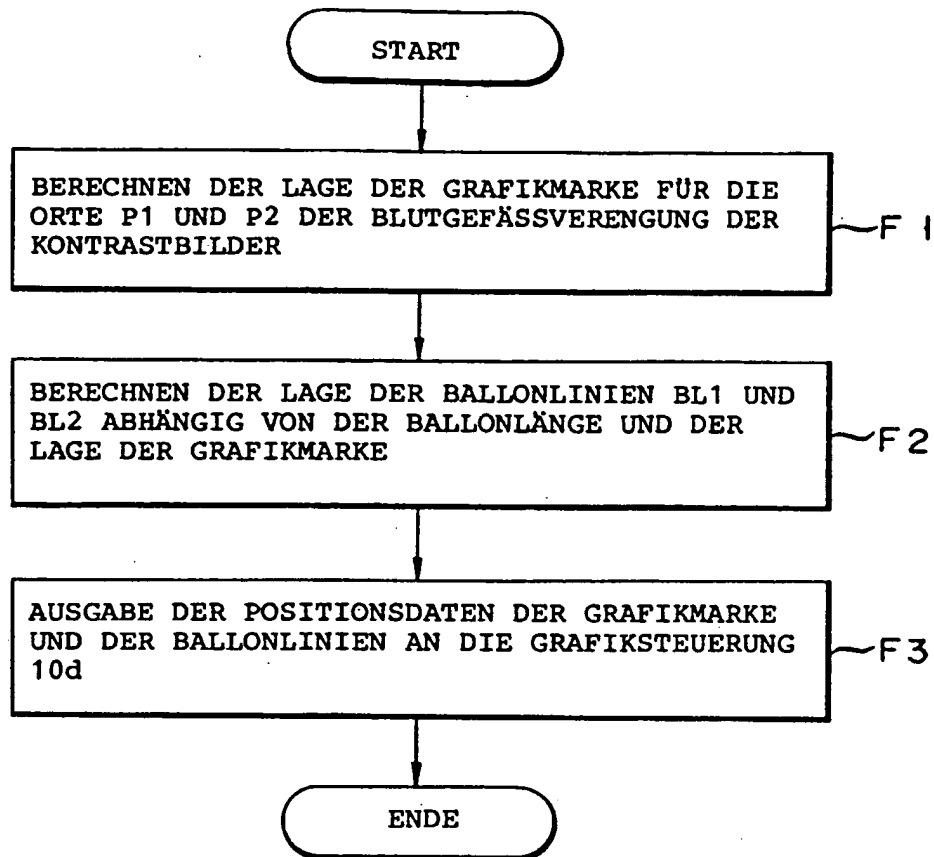 START
BERECHNEN DER LAGE DER GRAFIKMARKE FÜR DIE
ORTE P1 UND P2 DER BLUTGEFÄSSVERENGUNG DER
KONTRASTBILDER
F 1
BERECHNEN DER LAGE DER BALLONLINIEN BL1 UND
BL2 ABHÄNGIG VON DER BALLONLÄNGE UND DER
LAGE DER GRAFIKMARKE
F2
AUSGABE DER POSITIONSDATEN DER GRAFIKMARKE
UND DER BALLONLINIEN AN DIE GRAFIKSTEUERUNG
10d
F3
ENDE